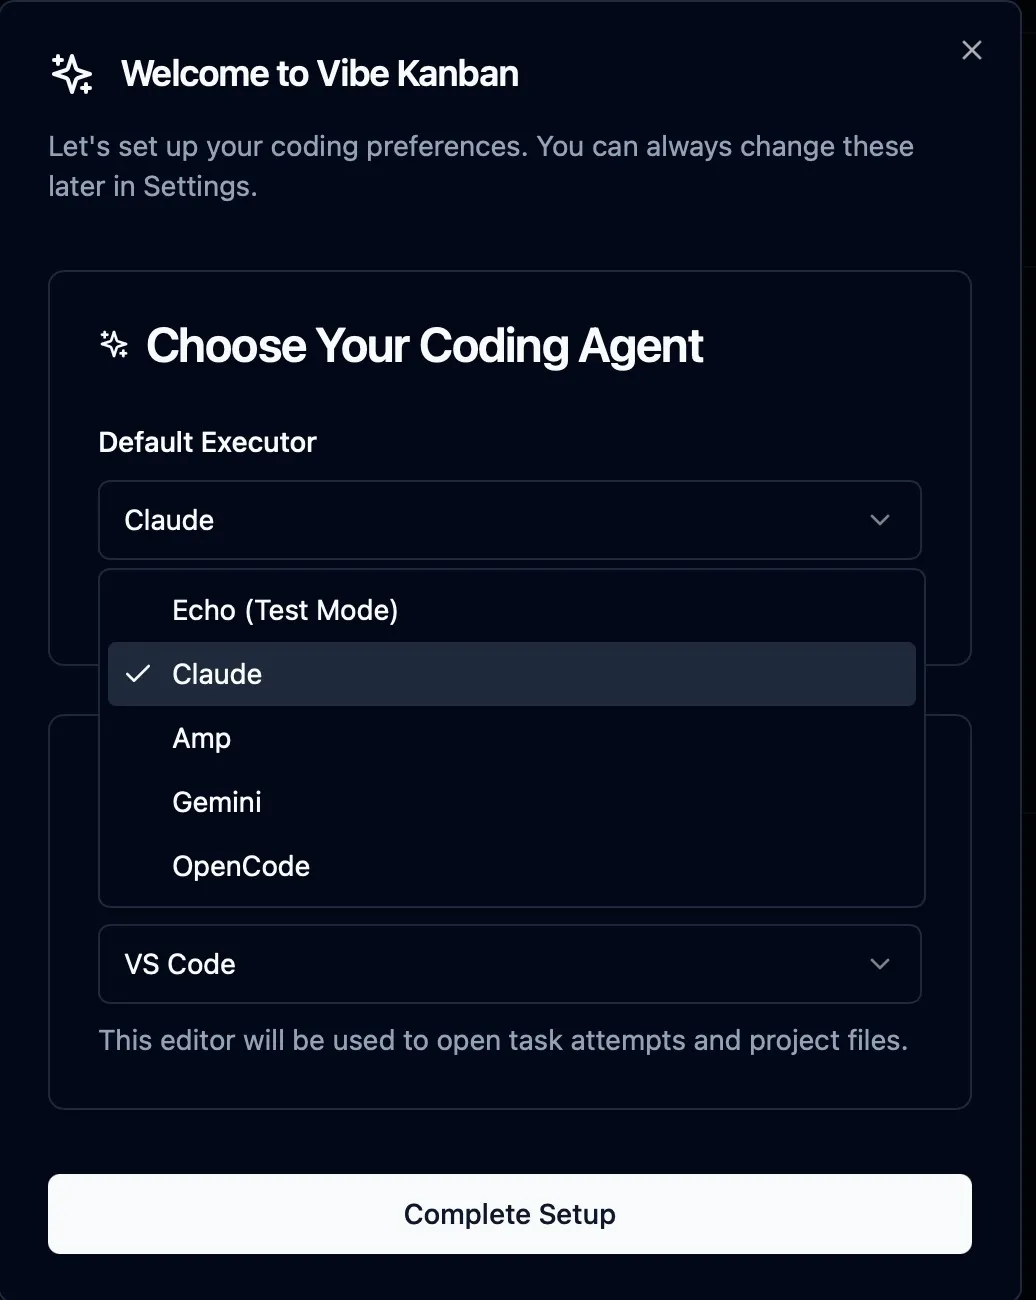 Welcome to Vibe Kanban
Let's set up your coding preferences. You can always change these
later in Settings.
Choose Your Coding Agent
Default Executor
Claude
Echo (Test Mode)
Claude
Amp
Gemini
OpenCode
VS Code
This editor will be used to open task attempts and project files.
Complete Setup